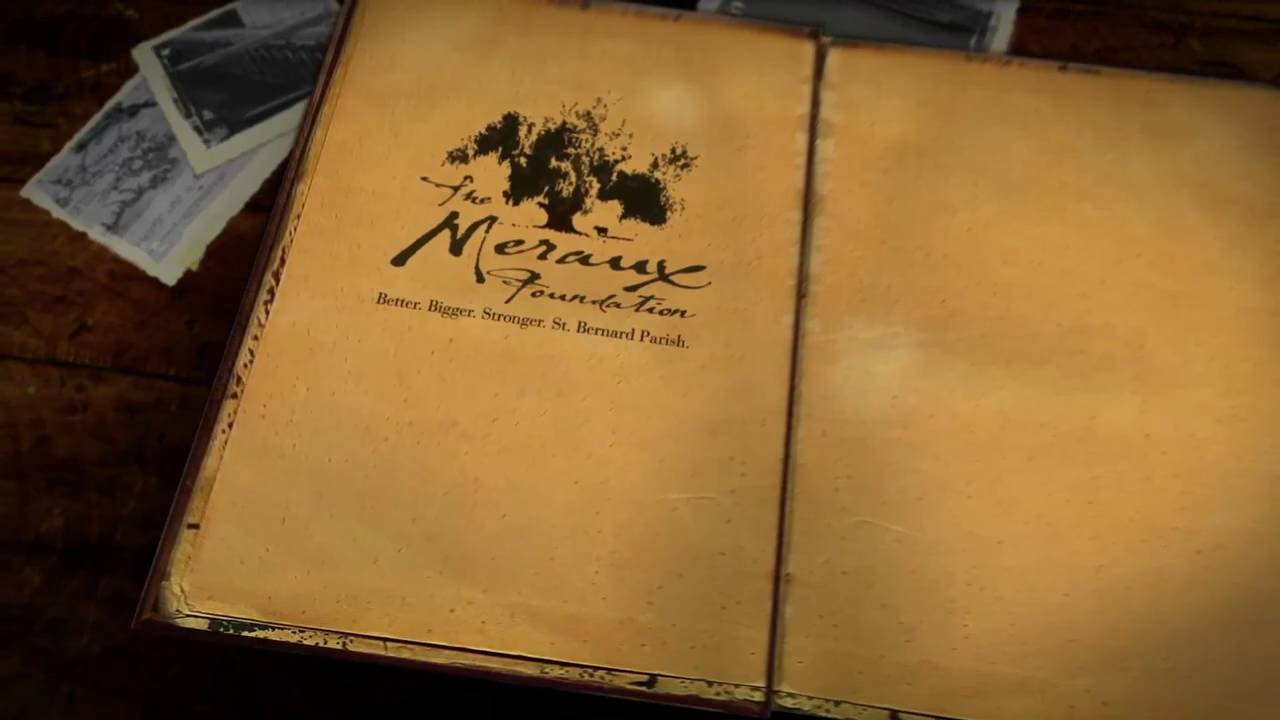 The
Meraux
Foundation
Better. Bigger. Stronger. St. Bernard Parish.